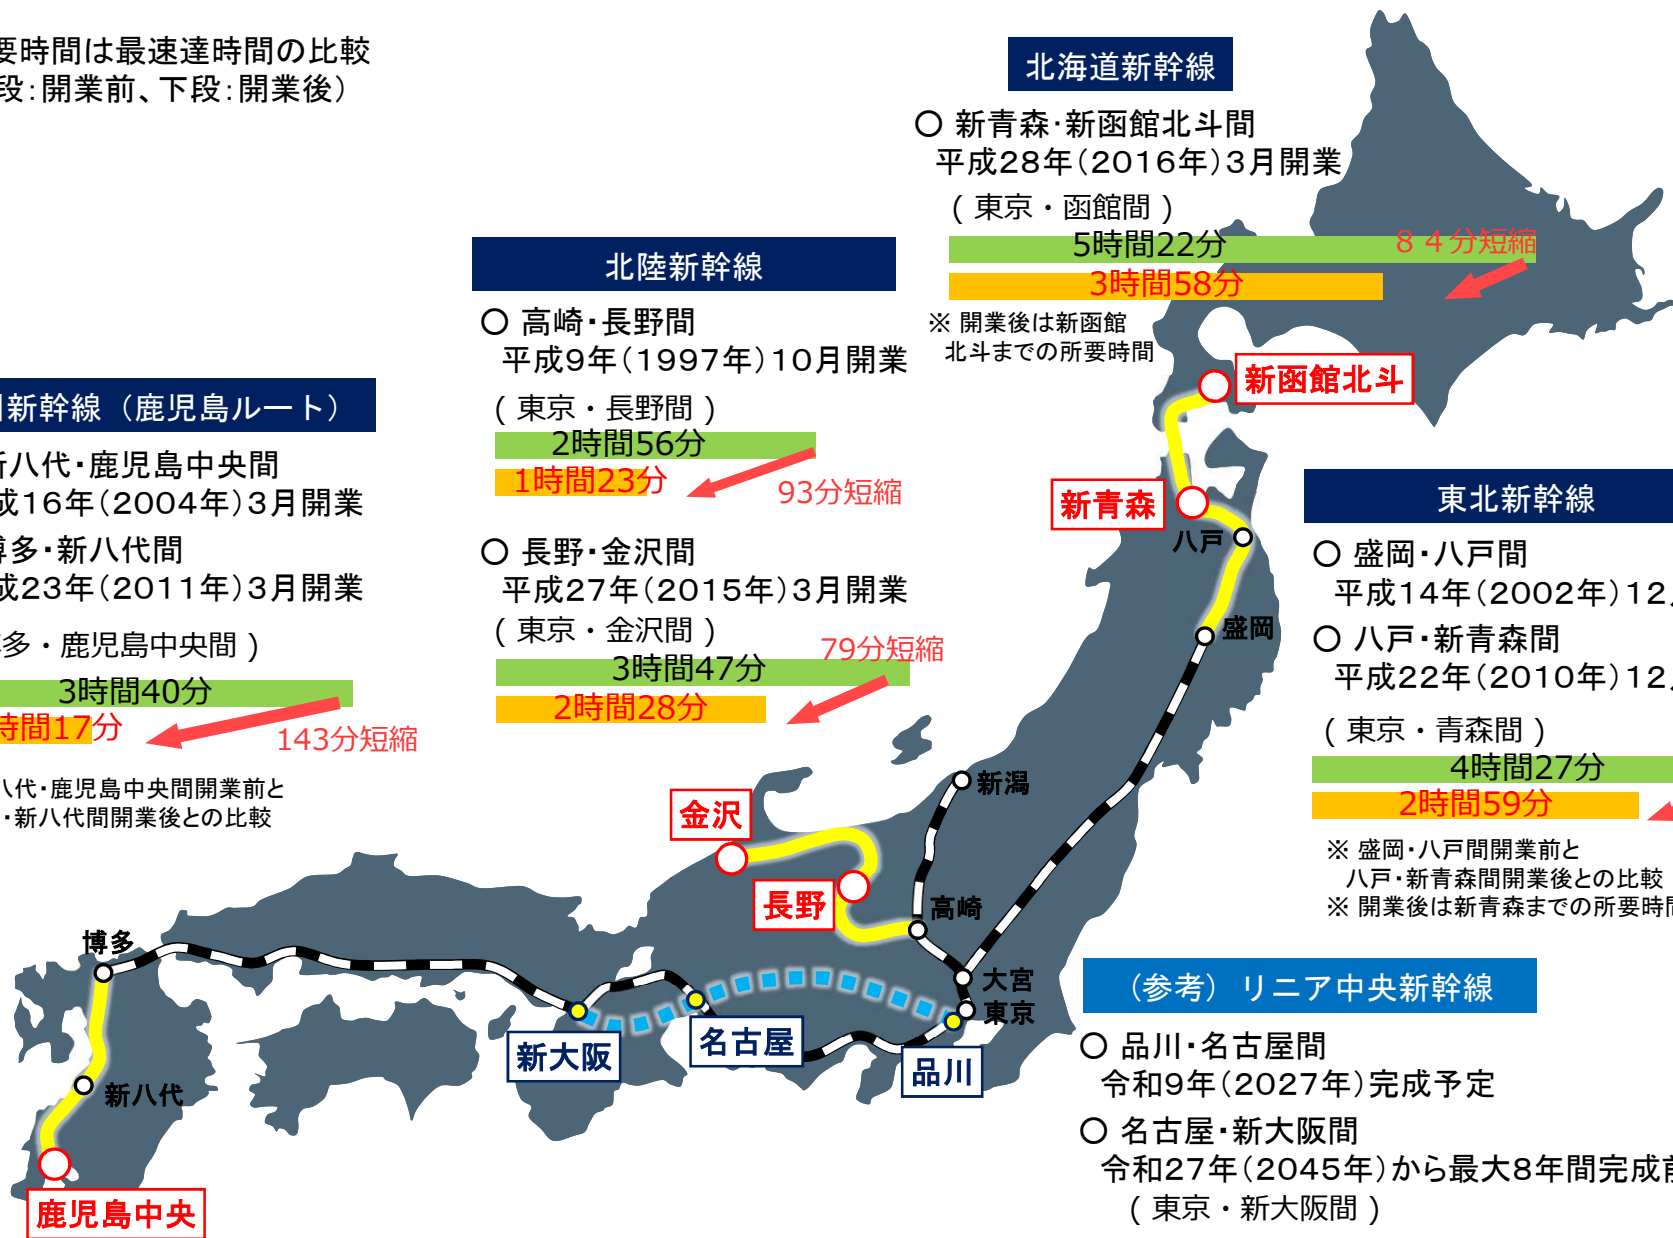 要時間は最速達時間の比較
段：開業前、下段：開業後）
北海道新幹線
○ 新青森・新函館北斗間
平成28年（2016年）3月開業
( 東京・函館間 )
5時間22分
８４分短縮
3時間58分
※ 開業後は新函館
北斗までの所要時間
北陸新幹線
○ 高崎・長野間
平成9年（1997年）10月開業
( 東京・長野間 )
2時間56分
1時間23分
93分短縮
○ 長野・金沢間
平成27年（2015年）3月開業
( 東京・金沢間 )
79分短縮
3時間47分
2時間28分
新幹線（鹿児島ルート）
新八代・鹿児島中央間
成16年（2004年）3月開業
博多・新八代間
成23年（2011年）3月開業
多・鹿児島中央間 )
3時間40分
時間17分
143分短縮
八代・鹿児島中央間開業前と
・新八代間開業後との比較
東北新幹線
○ 盛岡・八戸間
平成14年（2002年）12月
○ 八戸・新青森間
平成22年（2010年）12月
( 東京・青森間 )
4時間27分
2時間59分
※ 盛岡・八戸間開業前と
八戸・新青森間開業後との比較
※ 開業後は新青森までの所要時間
（参考）リニア中央新幹線
○ 品川・名古屋間
令和9年（2027年）完成予定
○ 名古屋・新大阪間
令和27年（2045年）から最大8年間完成前
( 東京・新大阪間 )
新函館北斗
新青森
八戸
盛岡
新潟
金沢
長野
高崎
大宮
東京
品川
名古屋
新大阪
博多
新八代
鹿児島中央